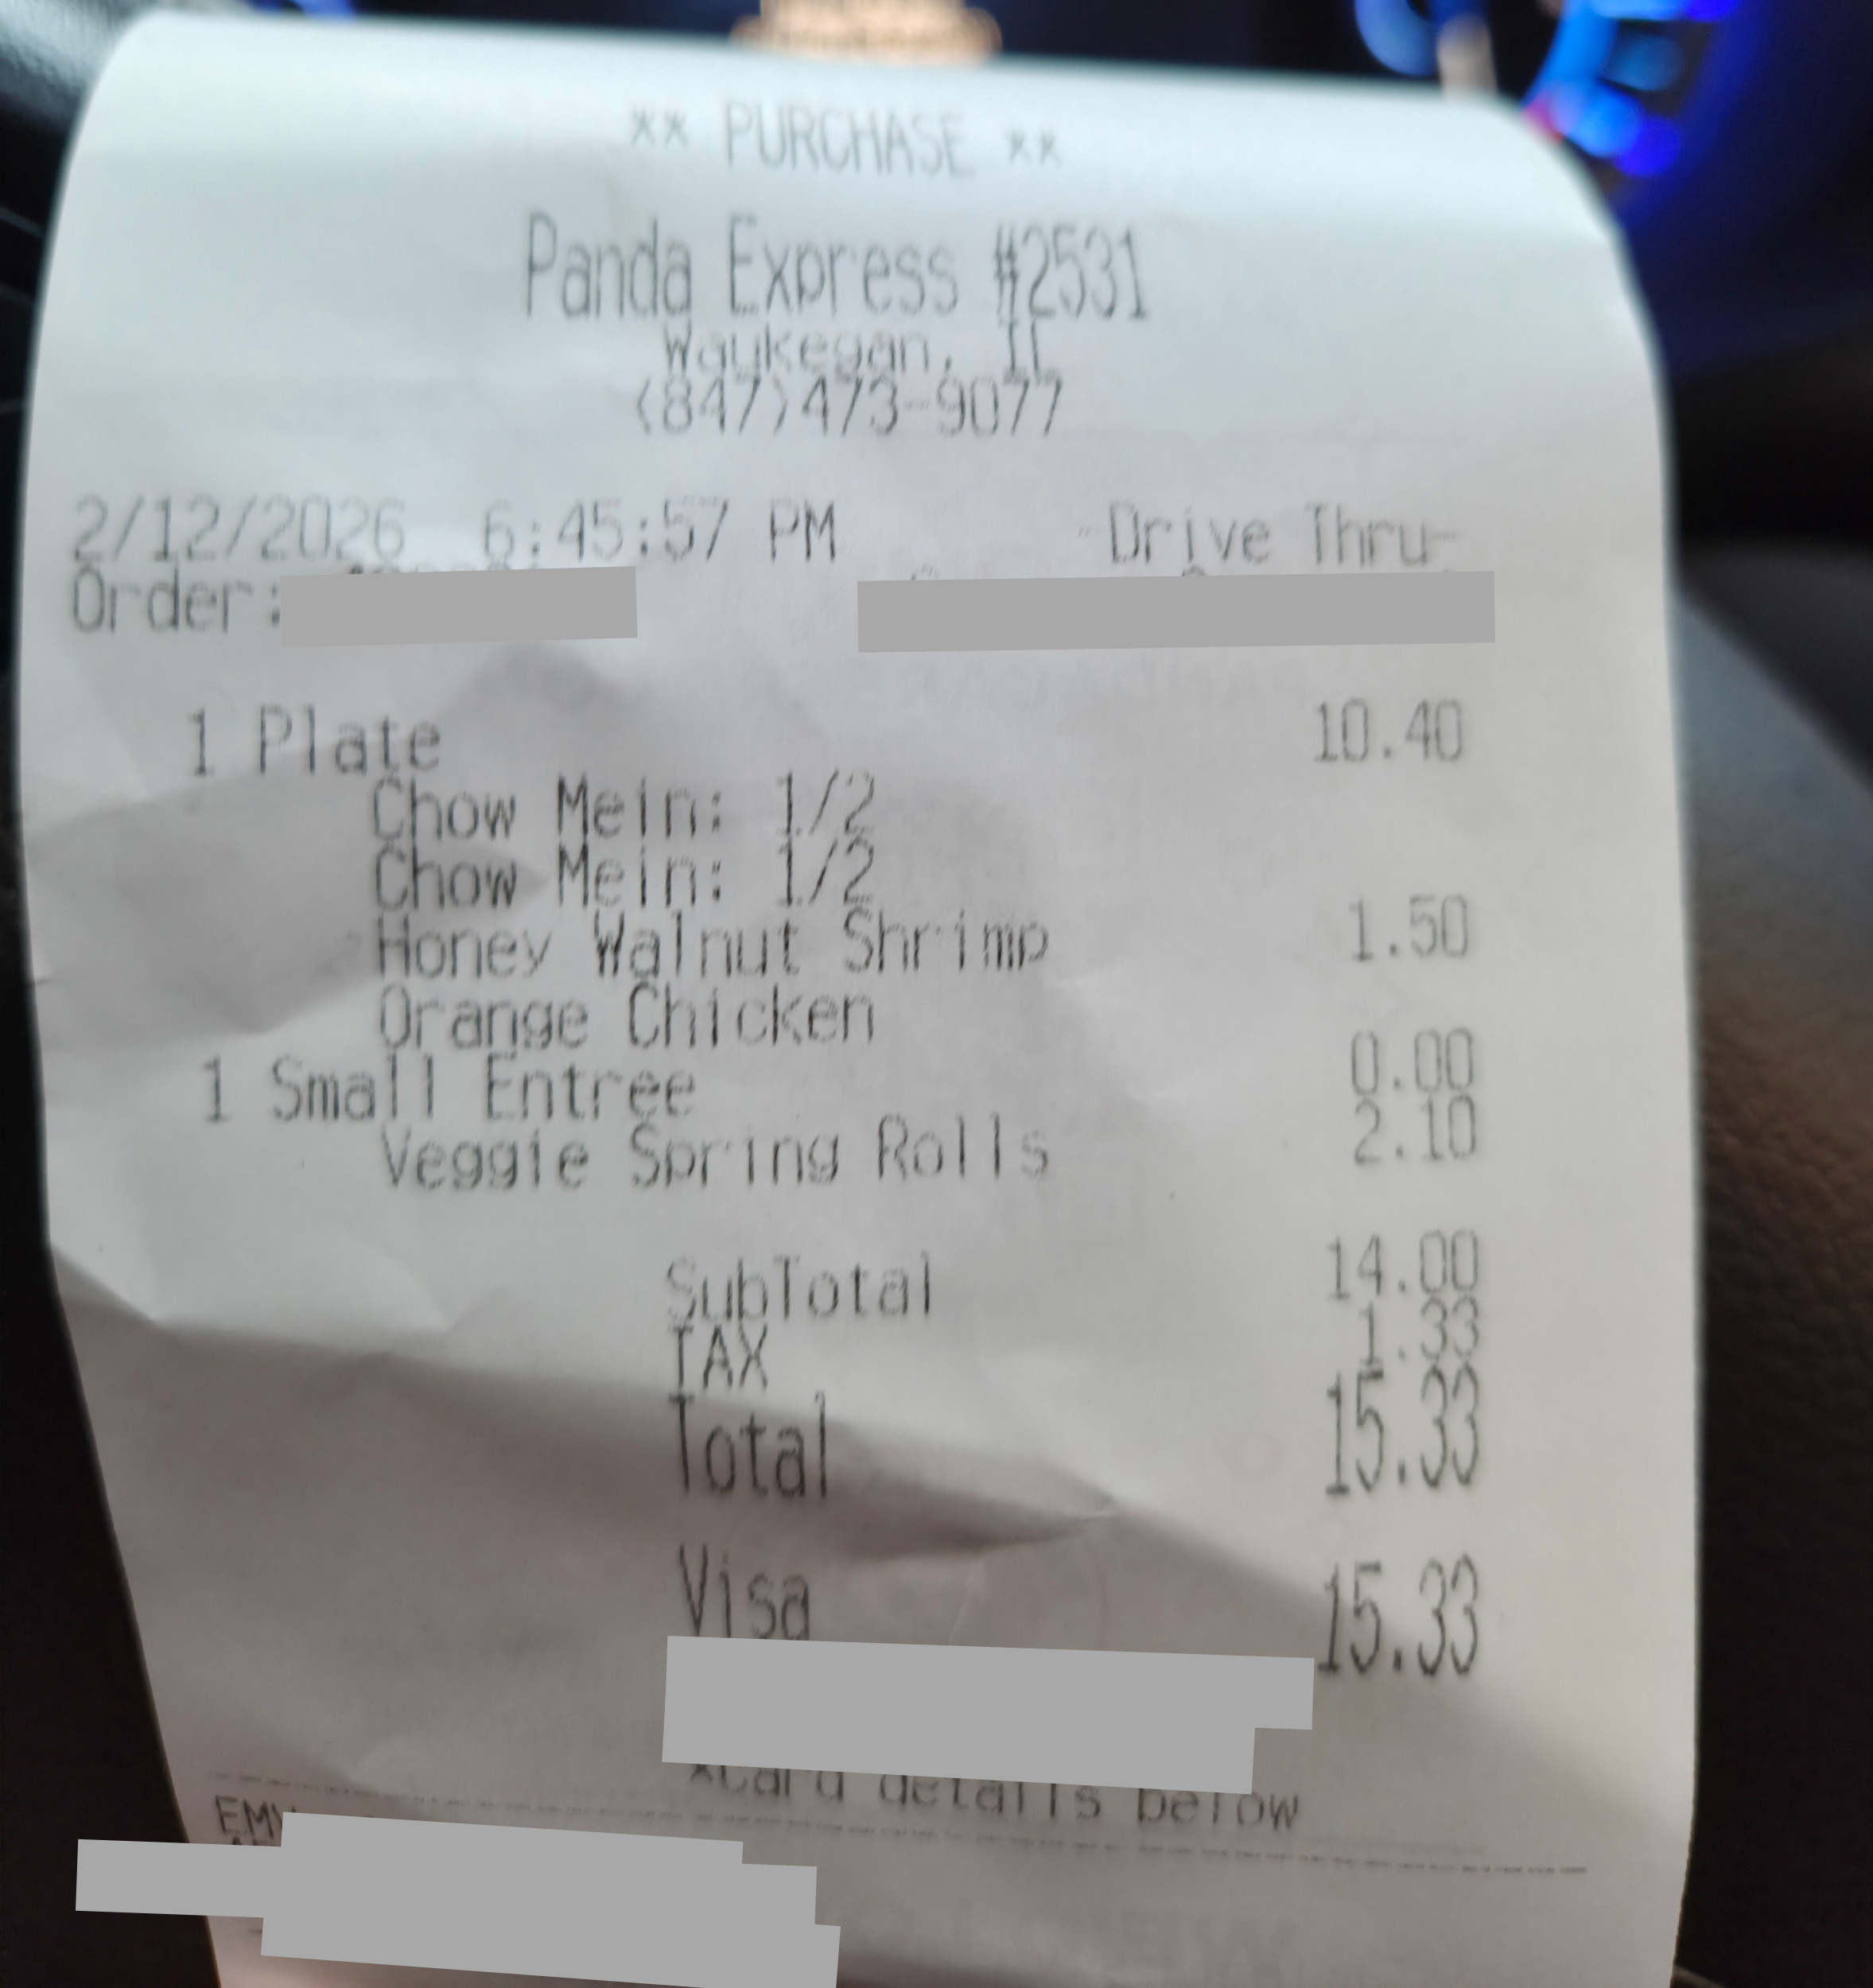 ** PURCHASE **
Panda Express #2531
Waukegan, IL
(847)473-9077
2/12/2026 6:45:57 PM -Drive Thru-
Order:
1 Plate 10.40
Chow Mein: 1/2
Chow Mein: 1/2
Honey Walnut Shrimp 1.50
Orange Chicken
1 Small Entree 0.00
Veggie Spring Rolls 2.10
SubTotal 14.00
TAX 1.33
Total 15.33
Visa 15.33
*Card details below
EMV